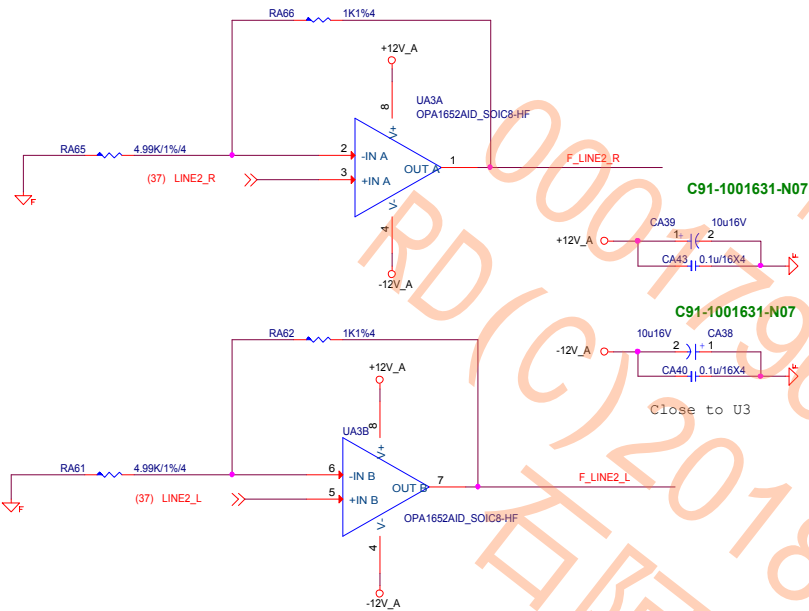 RA66 1K1%4
+12V_A
8
UA3A
OPA1652AID_SOIC8-HF
V+
RA65 4.99K/1%/4
2 -IN A
OUT A 1
F_LINE2_R
(37) LINE2_R
3 +IN A
V-
4
-12V_A
C91-1001631-N07
CA39 10u16V
+12V_A
1 + 2
CA43 0.1u/16X4
F
C91-1001631-N07
10u16V CA38
-12V_A
2 + 1
CA40 0.1u/16X4
F
Close to U3
RA62 1K1%4
+12V_A
8
UA3B
V+
RA61 4.99K/1%/4
6 -IN B
OUT B 7
F_LINE2_L
(37) LINE2_L
5 +IN B
OPA1652AID_SOIC8-HF
V-
4
-12V_A
F
F
RD(C)2018